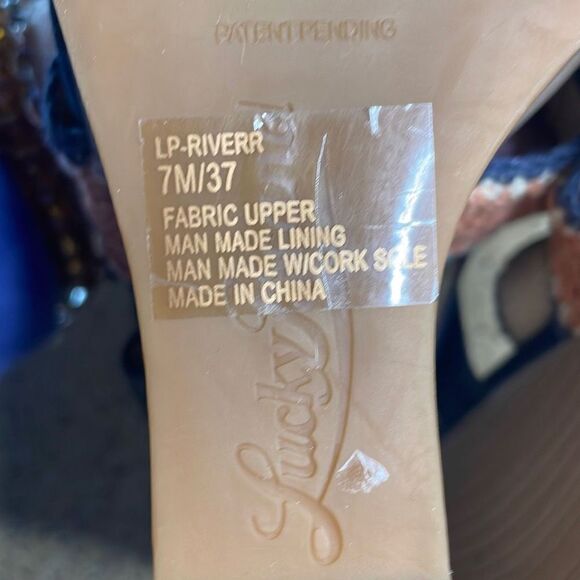 PATENT PENDING
LP-RIVERR
7M/37
FABRIC UPPER
MAN MADE LINING
MAN MADE W/CORK SOLE
MADE IN CHINA
Lucky